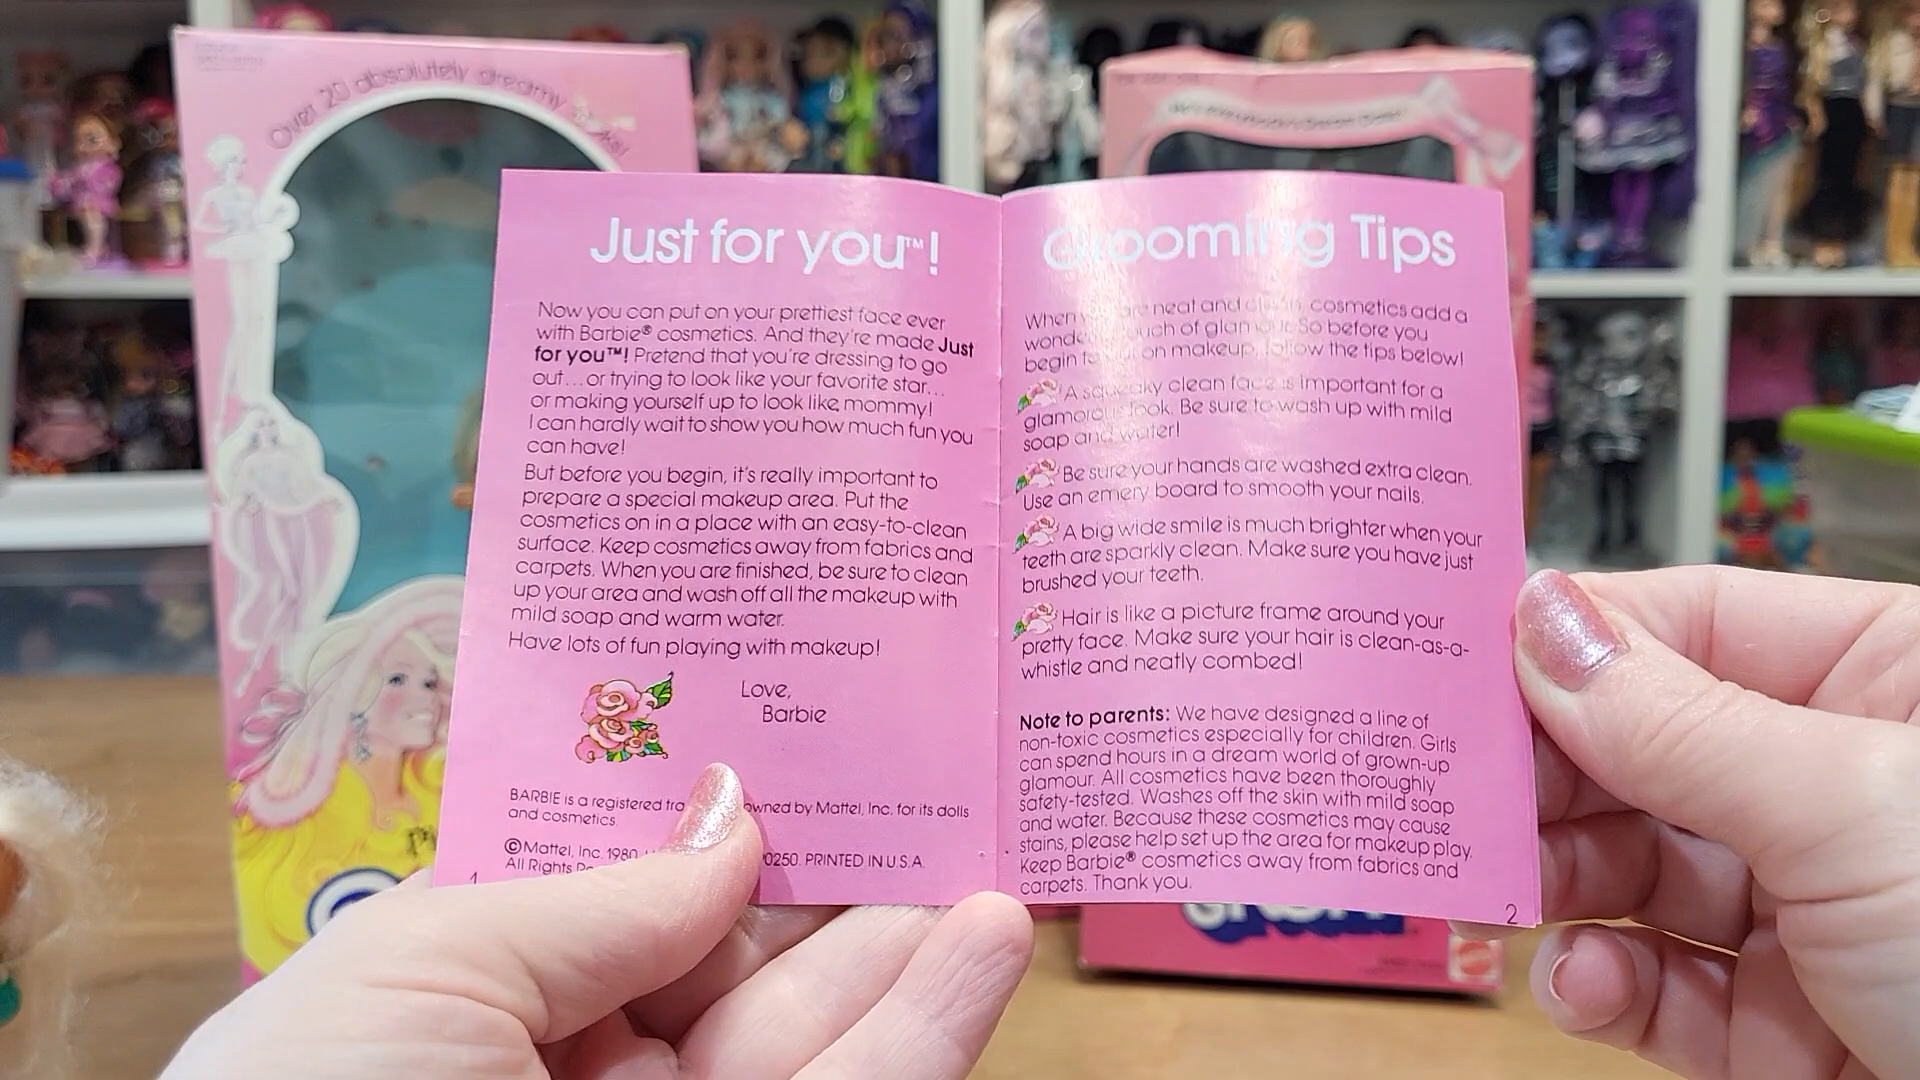 Over 20 absolutely dreamy
Just for you™!
Now you can put on your prettiest face ever
with Barbie® cosmetics. And they're made Just
for you™! Pretend that you're dressing to go
out...or trying to look like your favorite star...
or making yourself up to look like mommy!
I can hardly wait to show you how much fun you
can have!
But before you begin, it's really important to
prepare a special makeup area. Put the
cosmetics on in a place with an easy-to-clean
surface. Keep cosmetics away from fabrics and
carpets. When you are finished, be sure to clean
up your area and wash off all the makeup with
mild soap and warm water.
Have lots of fun playing with makeup!
Love,
Barbie
BARBIE is a registered owned by Mattel, Inc. for its dolls
and cosmetics.
©Mattel, Inc. 1980 0250. PRINTED IN U.S.A.
All Rights
1
Grooming Tips
When you are neat and clean, cosmetics add a
touch of glamour. So before you
begin to put on makeup, follow the tips below!
A squeaky clean face is important for a
glamorous look. Be sure to wash up with mild
soap and water!
Be sure your hands are washed extra clean.
Use an emery board to smooth your nails.
A big wide smile is much brighter when your
teeth are sparkly clean. Make sure you have just
brushed your teeth.
Hair is like a picture frame around your
pretty face. Make sure your hair is clean-as-a-
whistle and neatly combed!
Note to parents: We have designed a line of
non-toxic cosmetics especially for children. Girls
can spend hours in a dream world of grown-up
glamour. All cosmetics have been thoroughly
safety-tested. Washes off the skin with mild soap
and water. Because these cosmetics may cause
stains, please help set up the area for makeup play.
Keep Barbie® cosmetics away from fabrics and
carpets. Thank you.
2